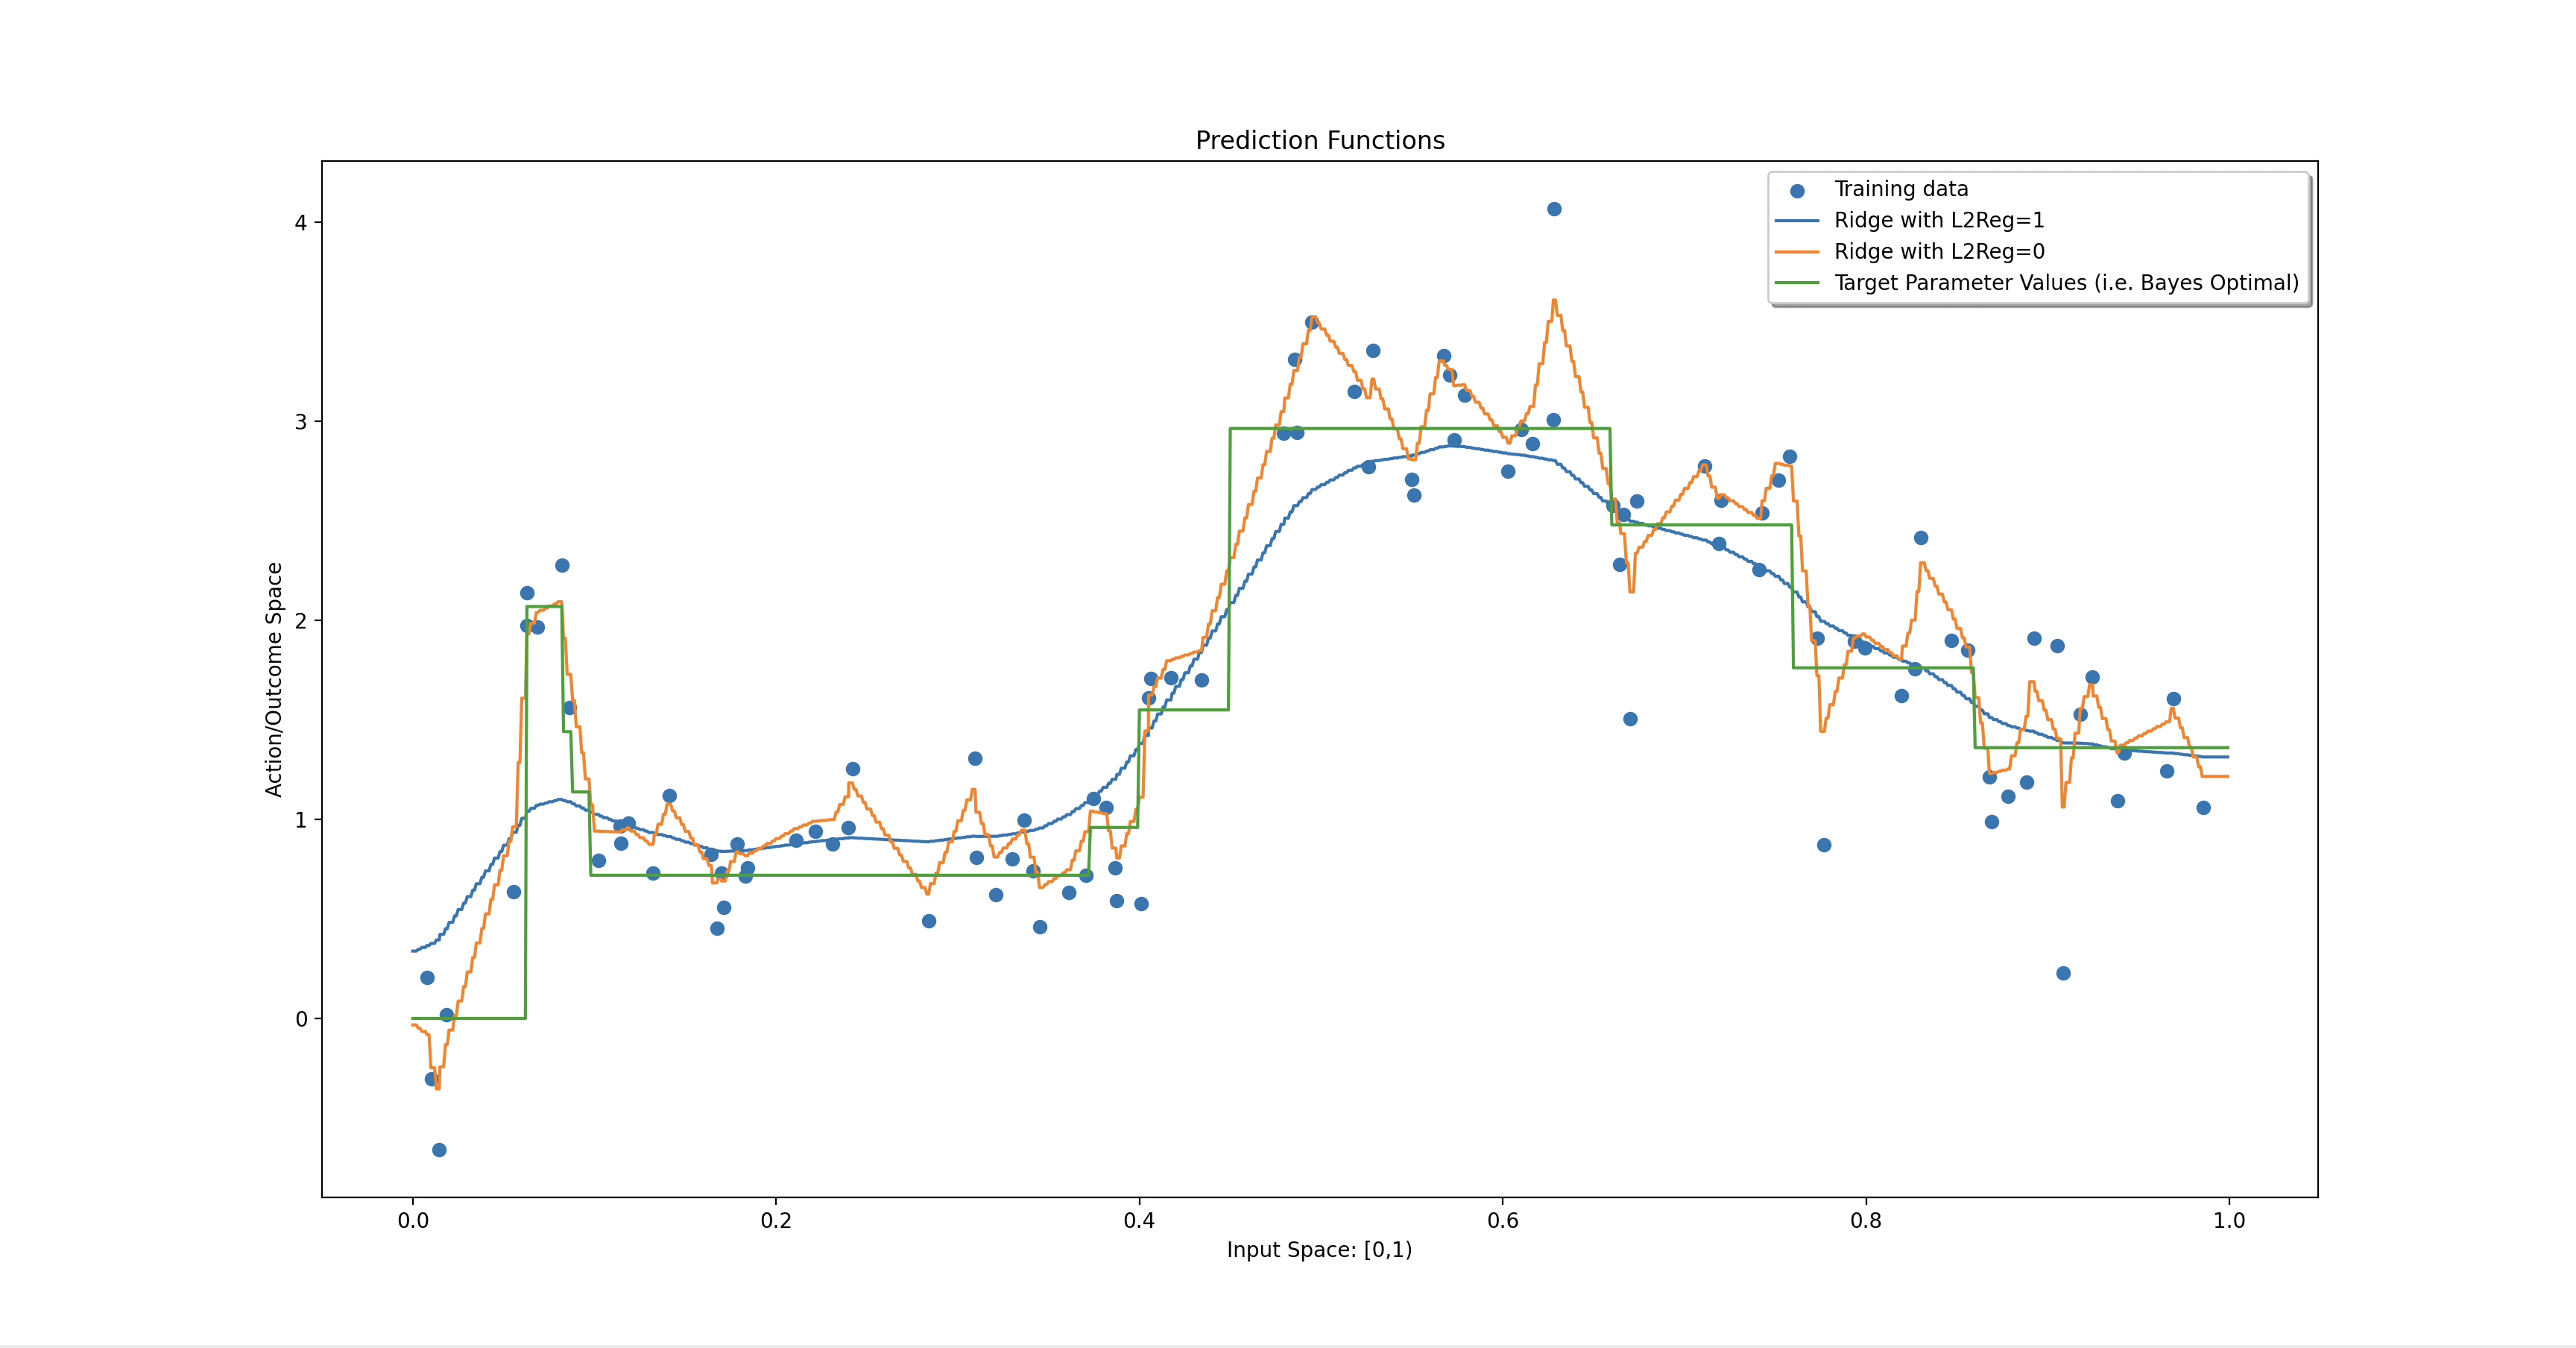 Prediction Functions
Training data
Ridge with L2Reg=1
Ridge with L2Reg=0
Target Parameter Values (i.e. Bayes Optimal)
4
3
2
1
0
Action/Outcome Space
0.0 0.2 0.4 0.6 0.8 1.0
Input Space: [0,1)